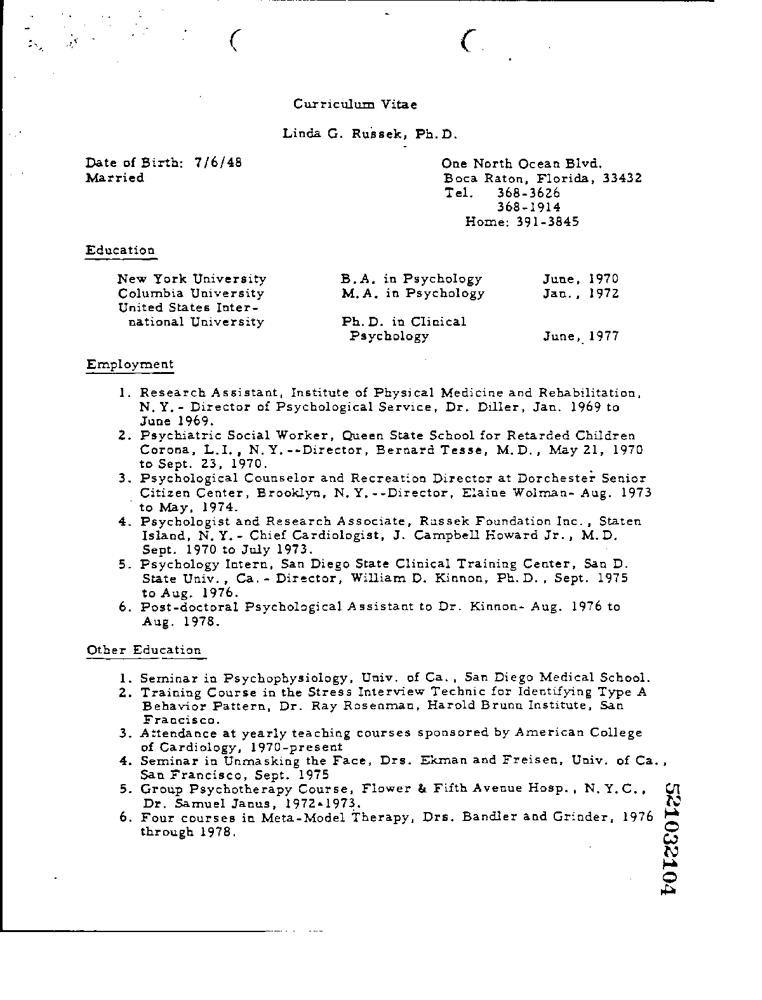 Curriculum Vitae
Linda G. Russek, Ph.D.
Date of Birth: 7/6/48
Married
One North Ocean Blvd.
Boca Raton, Florida, 33432
Tel. 368-3626
368-1914
Home: 391-3845
Education
New York University B.A. in Psychology June, 1970
Columbia University M.A. in Psychology Jan., 1972
United States Inter-
national University Ph.D. in Clinical
Psychology June, 1977
Employment
1. Research Assistant, Institute of Physical Medicine and Rehabilitation,
N.Y.- Director of Psychological Service, Dr. Diller, Jan. 1969 to
June 1969.
2. Psychiatric Social Worker, Queen State School for Retarded Children
Corona, L.I., N.Y.--Director, Bernard Tesse, M.D., May 21, 1970
to Sept. 23, 1970.
3. Psychological Counselor and Recreation Director at Dorchester Senior
Citizen Center, Brooklyn, N.Y.--Director, Elaine Wolman- Aug. 1973
to May, 1974.
4. Psychologist and Research Associate, Russek Foundation Inc., Staten
Island, N.Y.- Chief Cardiologist, J. Campbell Howard Jr., M.D.
Sept. 1970 to July 1973.
5. Psychology Intern, San Diego State Clinical Training Center, San D.
State Univ., Ca.- Director, William D. Kinnon, Ph.D., Sept. 1975
to Aug. 1976.
6. Post-doctoral Psychological Assistant to Dr. Kinnon- Aug. 1976 to
Aug. 1978.
Other Education
1. Seminar in Psychophysiology, Univ. of Ca., San Diego Medical School.
2. Training Course in the Stress Interview Technic for Identifying Type A
Behavior Pattern, Dr. Ray Rosenman, Harold Brunn Institute, San
Francisco.
3. Attendance at yearly teaching courses sponsored by American College
of Cardiology, 1970-present
4. Seminar in Unmasking the Face, Drs. Ekman and Freisen, Univ. of Ca.,
San Francisco, Sept. 1975
5. Group Psychotherapy Course, Flower & Fifth Avenue Hosp., N.Y.C.,
Dr. Samuel Janus, 1972-1973.
6. Four courses in Meta-Model Therapy, Drs. Bandler and Grinder, 1976
through 1978.
521032104